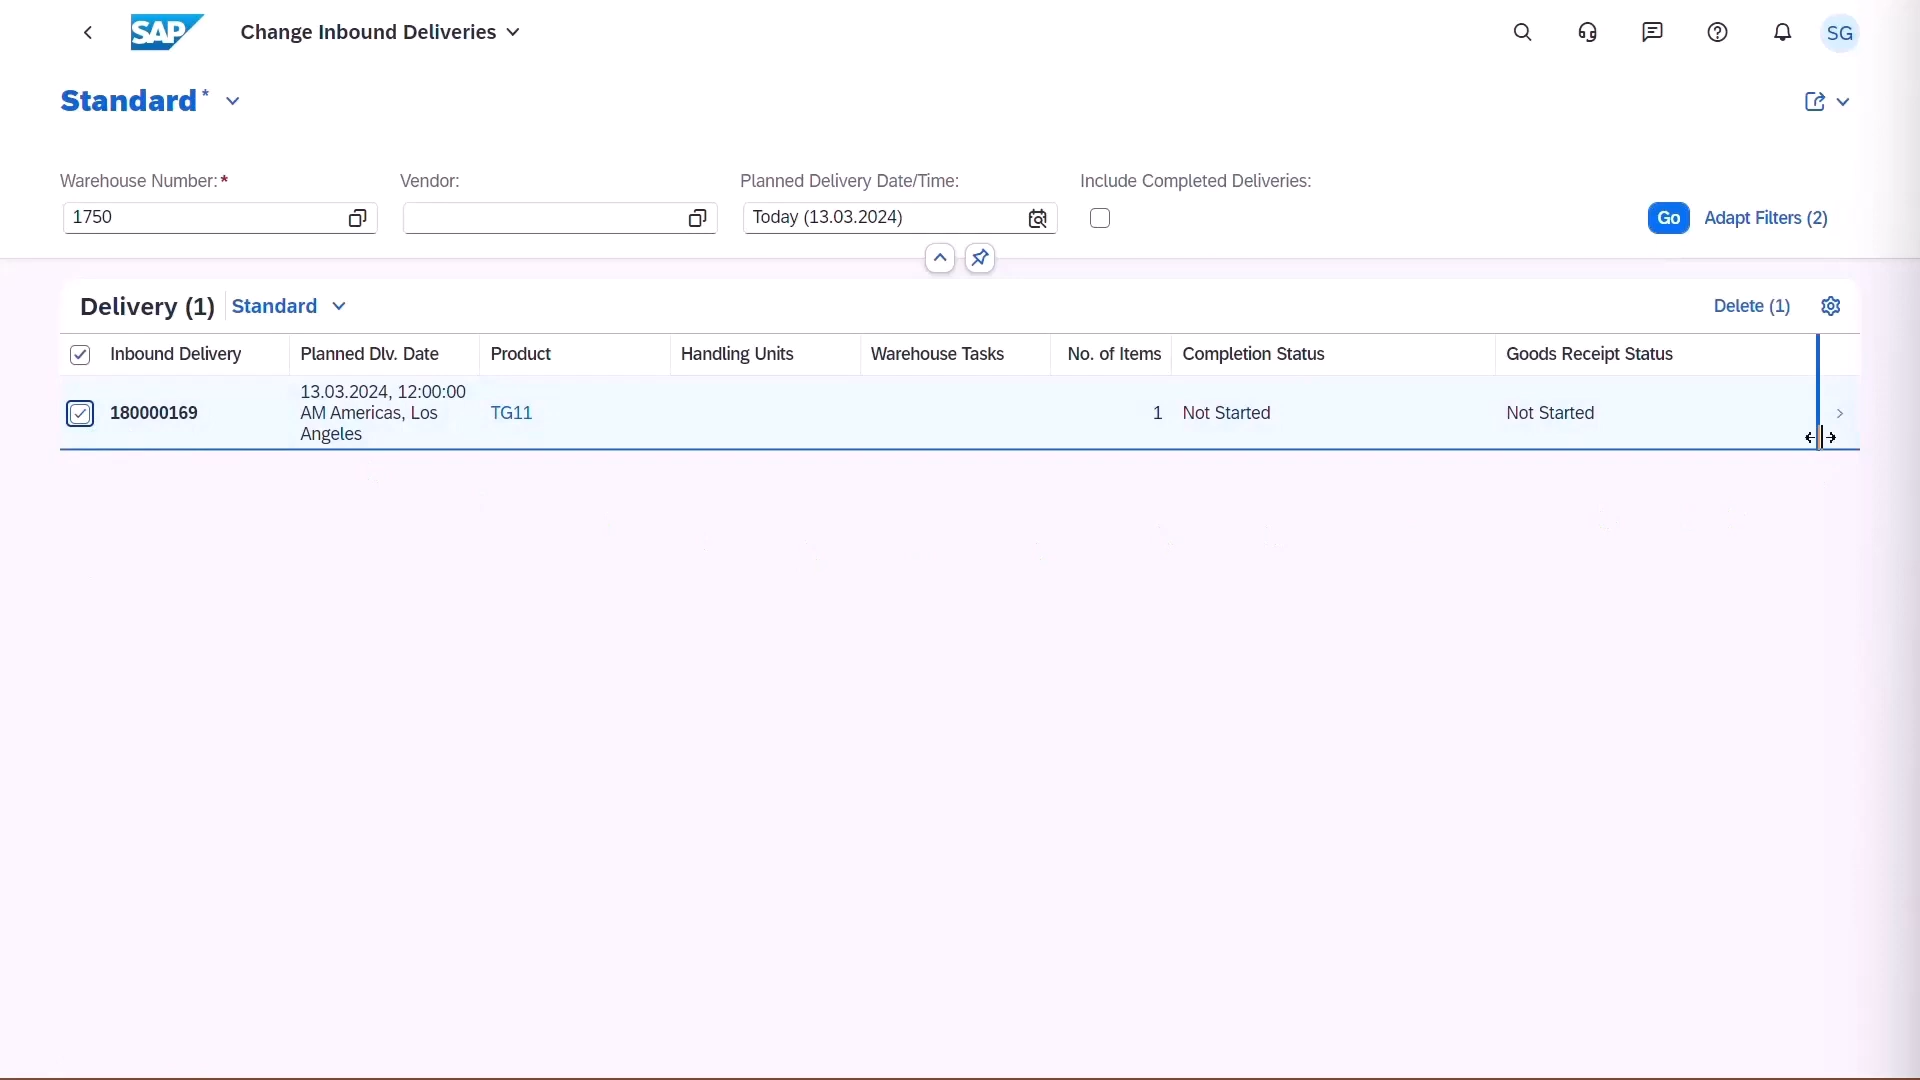 SAP
Change Inbound Deliveries
SG
Standard *
Warehouse Number:*
Vendor:
Planned Delivery Date/Time:
Include Completed Deliveries:
1750
Today (13.03.2024)
Go
Adapt Filters (2)
Delivery (1)
Standard
Delete (1)
Inbound Delivery
Planned Dlv. Date
Product
Handling Units
Warehouse Tasks
No. of Items
Completion Status
Goods Receipt Status
180000169
13.03.2024, 12:00:00
AM Americas, Los
Angeles
TG11
1
Not Started
Not Started